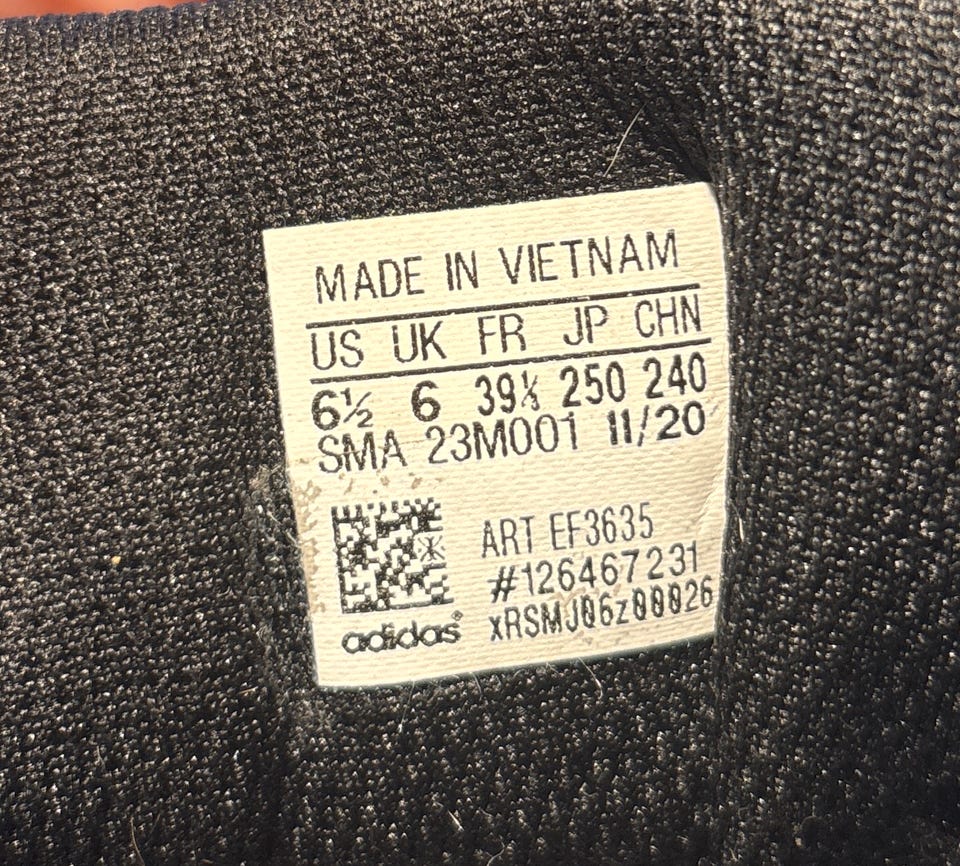 MADE IN VIETNAM
US UK FR JP CHN
6½ 6 39⅓ 250 240
SMA 23M001 11/20
ART EF3635
#126467231
xRSMJ06z00026
adidas®